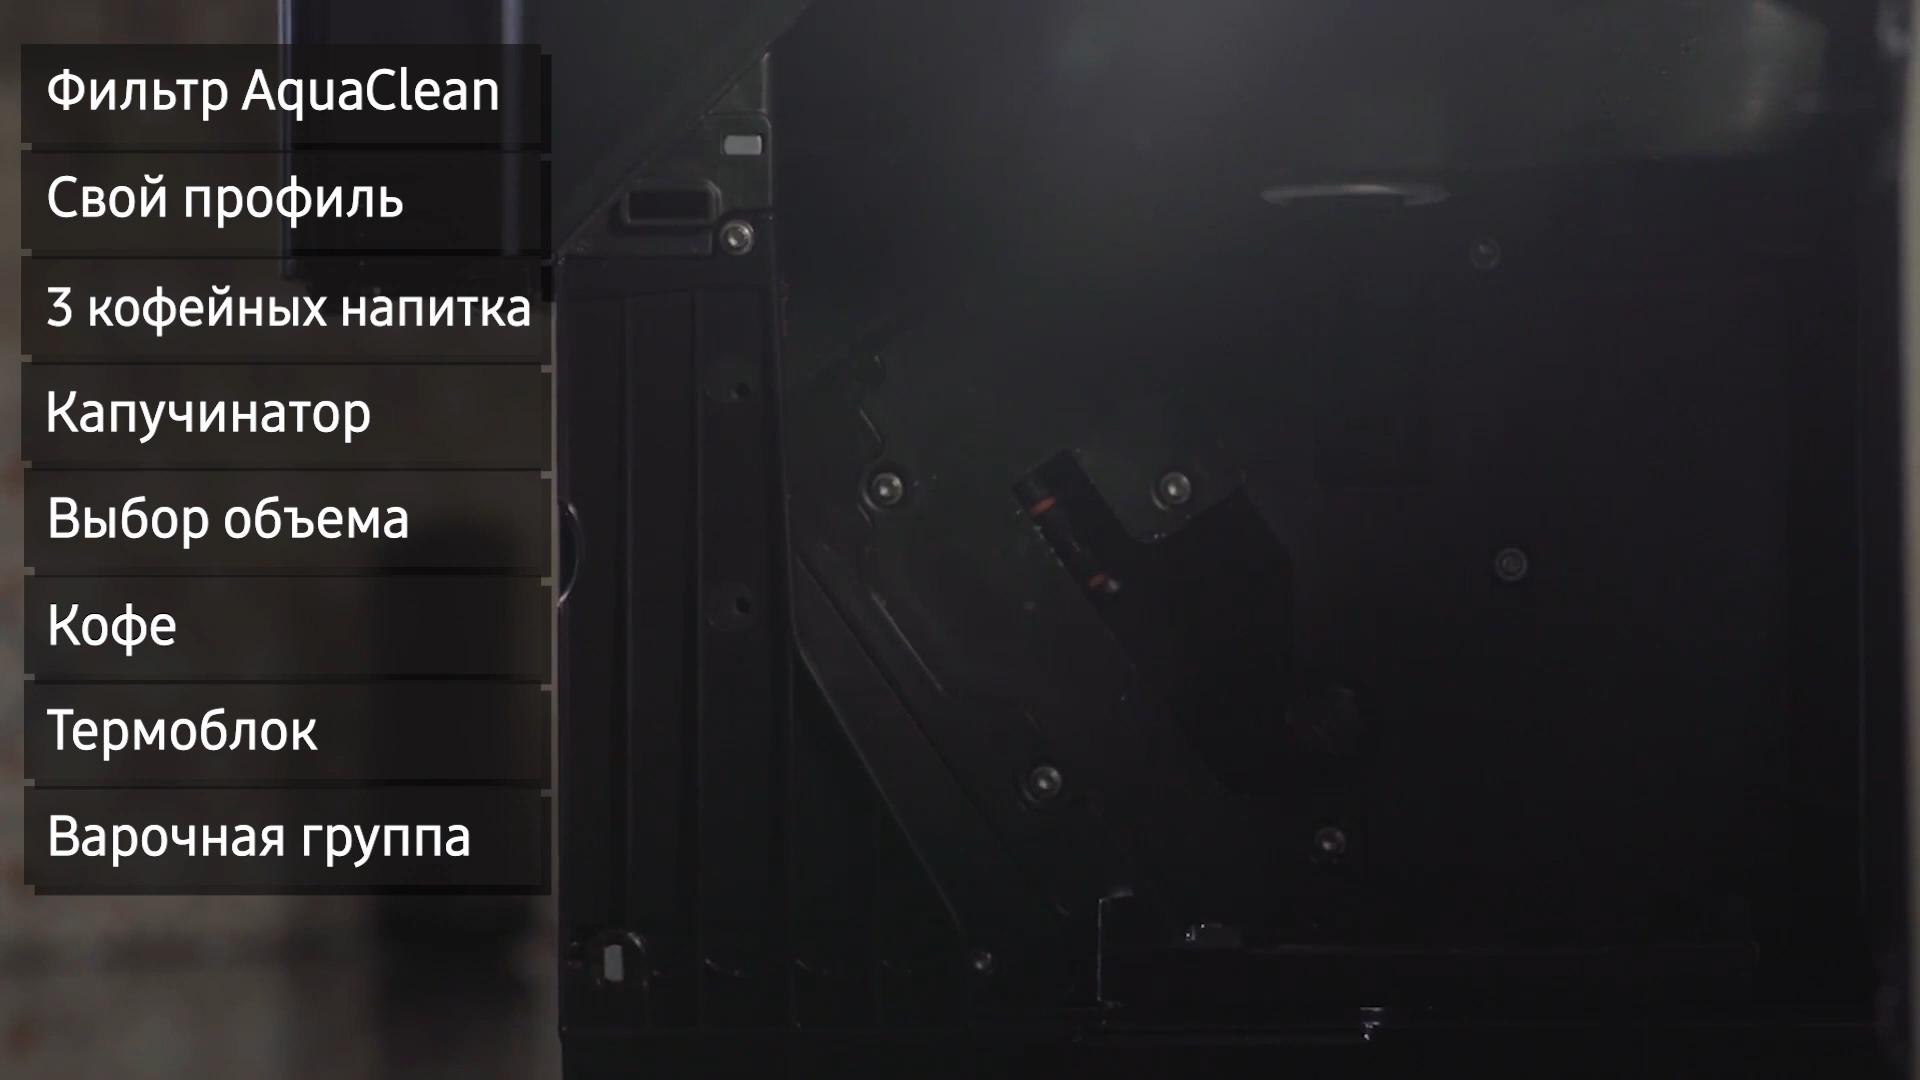 Фильтр AquaClean
Свой профиль
3 кофейных напитка
Капучинатор
Выбор объема
Кофе
Термоблок
Варочная группа